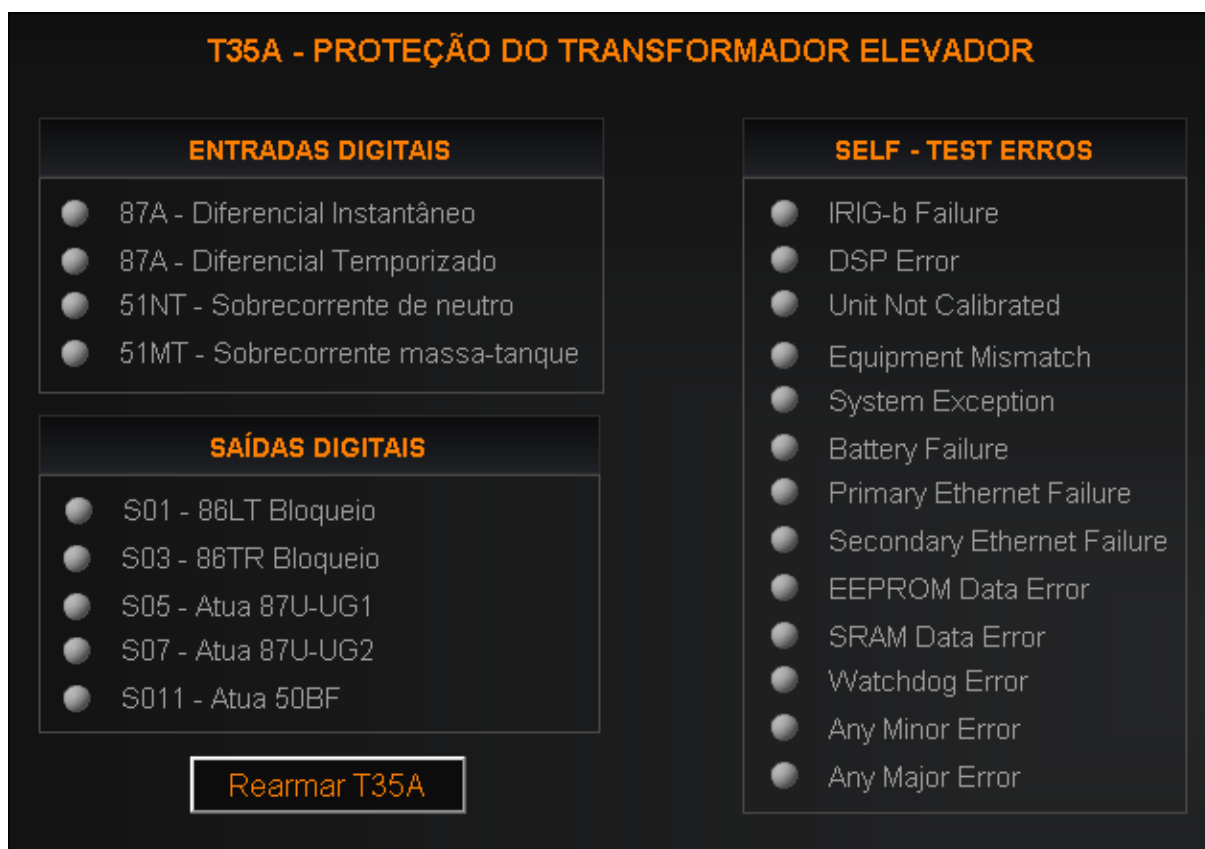 T35A - PROTEÇÃO DO TRANSFORMADOR ELEVADOR
ENTRADAS DIGITAIS
87A - Diferencial Instantâneo
87A - Diferencial Temporizado
51NT - Sobrecorrente de neutro
51MT - Sobrecorrente massa-tanque
SAÍDAS DIGITAIS
S01 - 86LT Bloqueio
S03 - 86TR Bloqueio
S05 - Atua 87U-UG1
S07 - Atua 87U-UG2
S011 - Atua 50BF
Rearmar T35A
SELF - TEST ERROS
IRIG-b Failure
DSP Error
Unit Not Calibrated
Equipment Mismatch
System Exception
Battery Failure
Primary Ethernet Failure
Secondary Ethernet Failure
EEPROM Data Error
SRAM Data Error
Watchdog Error
Any Minor Error
Any Major Error